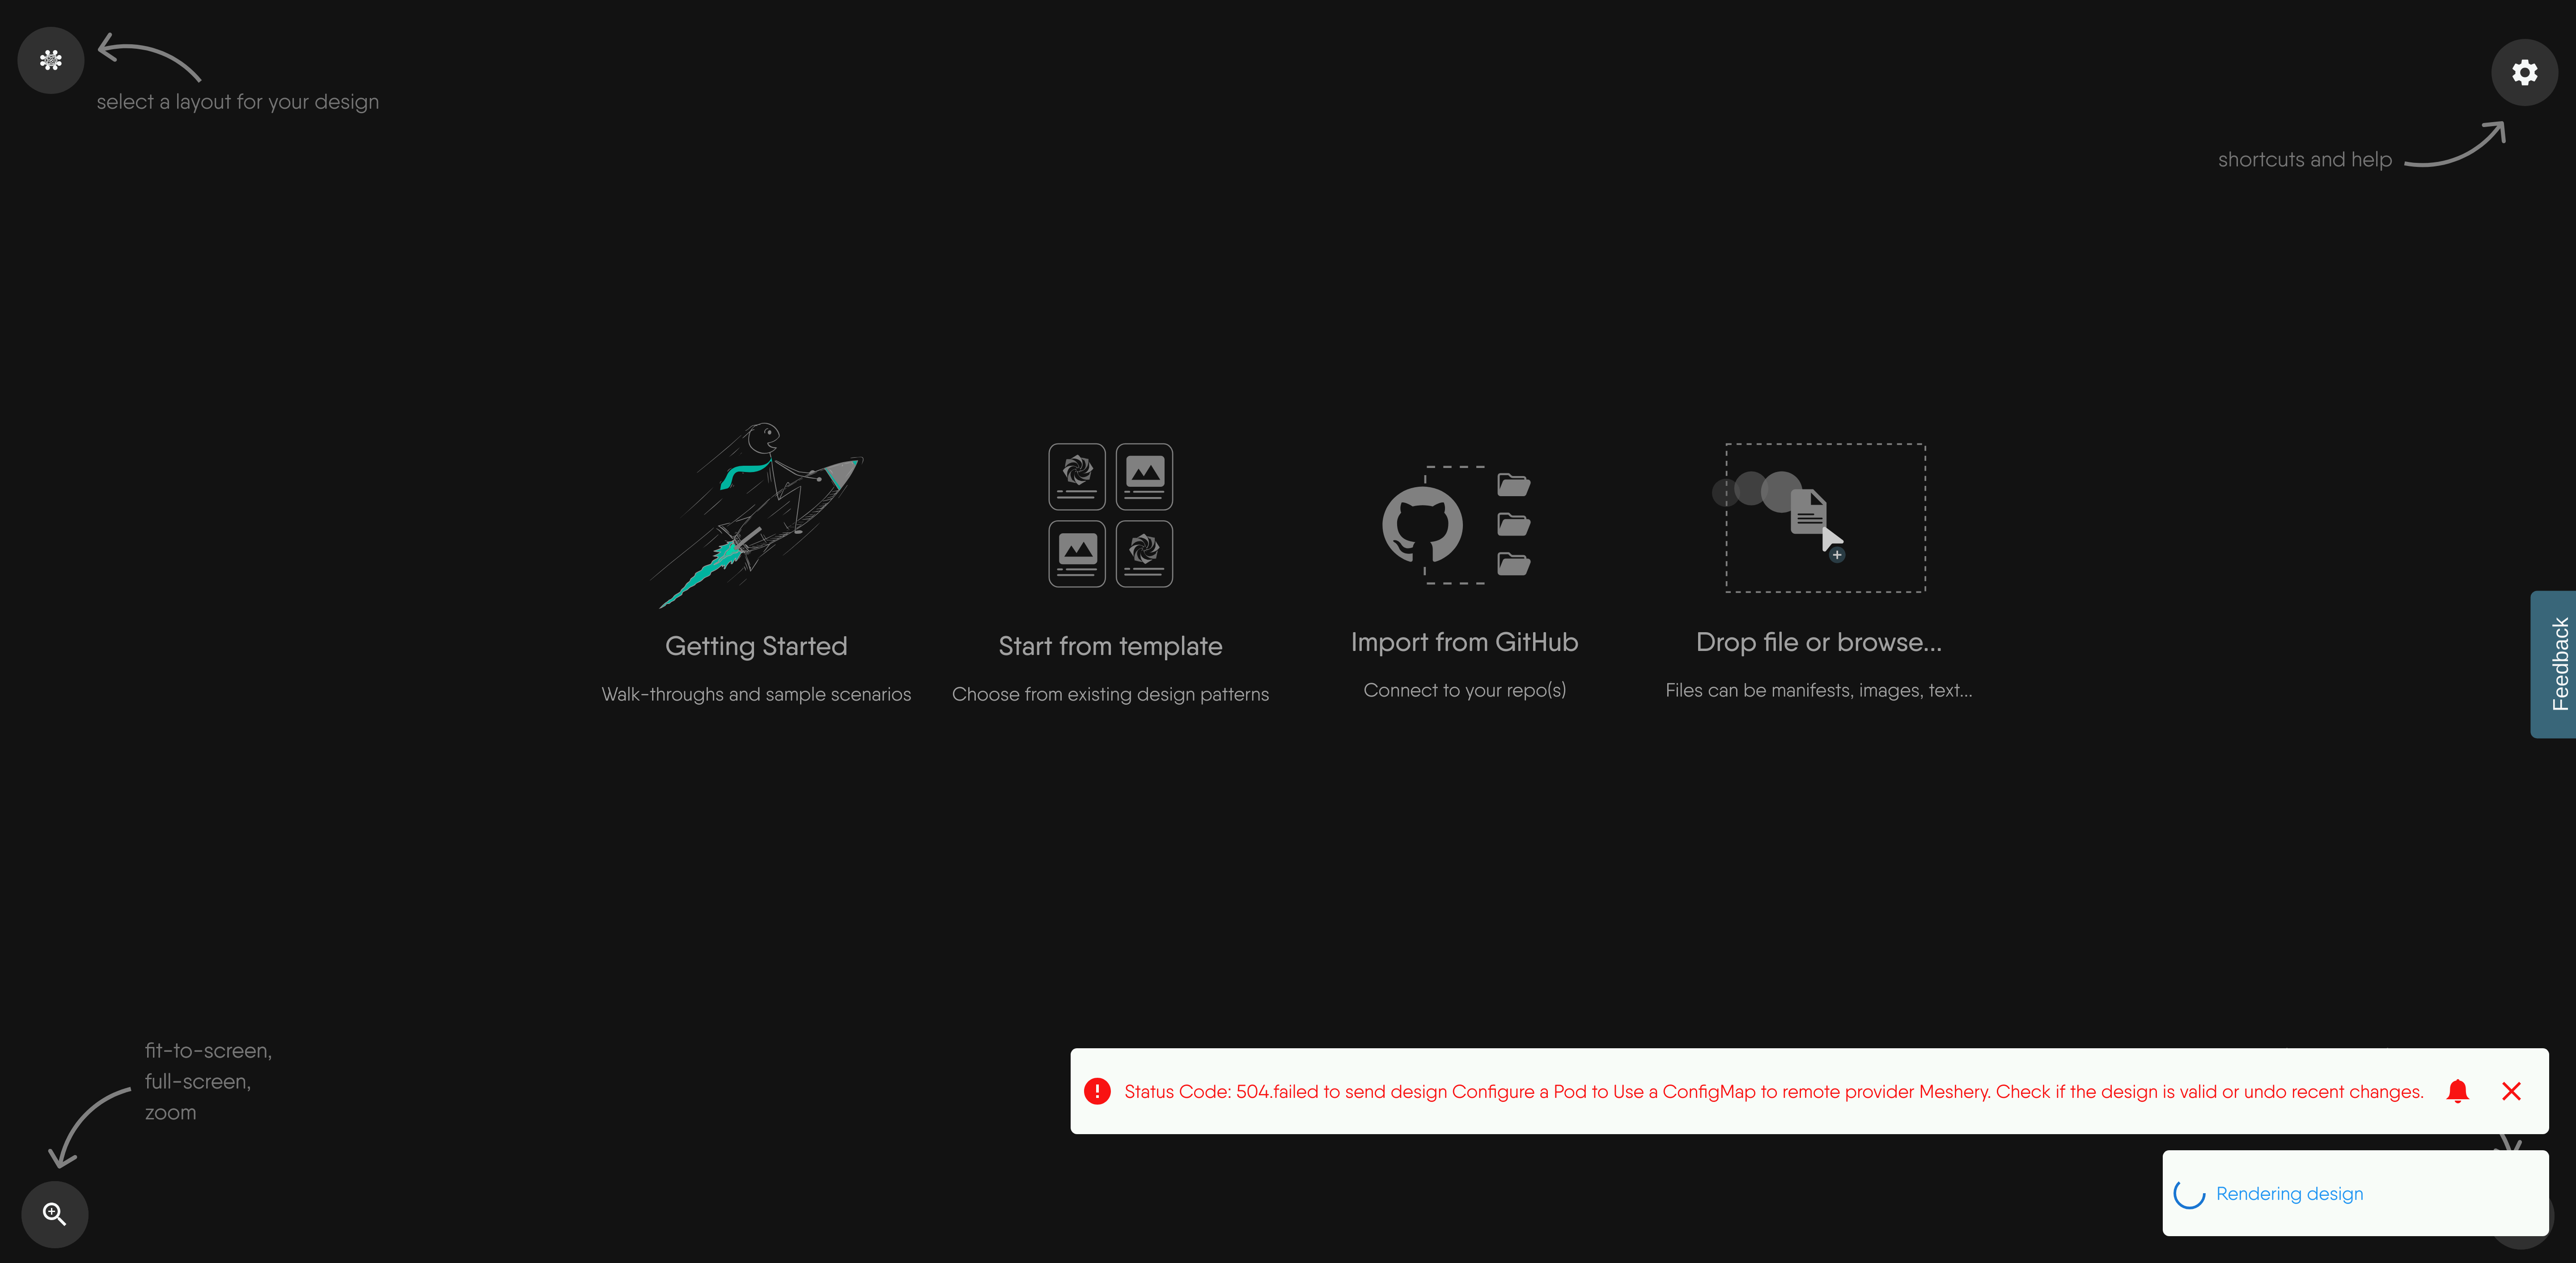 select a layout for your design
shortcuts and help
Getting Started
Walk-throughs and sample scenarios
Start from template
Choose from existing design patterns
Import from GitHub
Connect to your repo(s)
Drop file or browse...
Files can be manifests, images, text...
Feedback
fit-to-screen,
full-screen,
zoom
Status Code: 504.failed to send design Configure a Pod to Use a ConfigMap to remote provider Meshery. Check if the design is valid or undo recent changes.
Rendering design